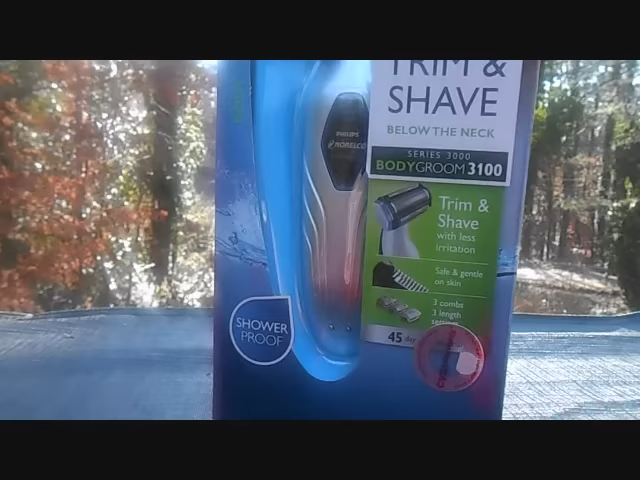 TRIM &
SHAVE
BELOW THE NECK
SERIES 3000
BODYGROOM 3100
PHILIPS
NORELCO
Trim &
Shave
with less
irritation
Safe & gentle
on skin
3 combs
3 length
45 day
SHOWER
PROOF